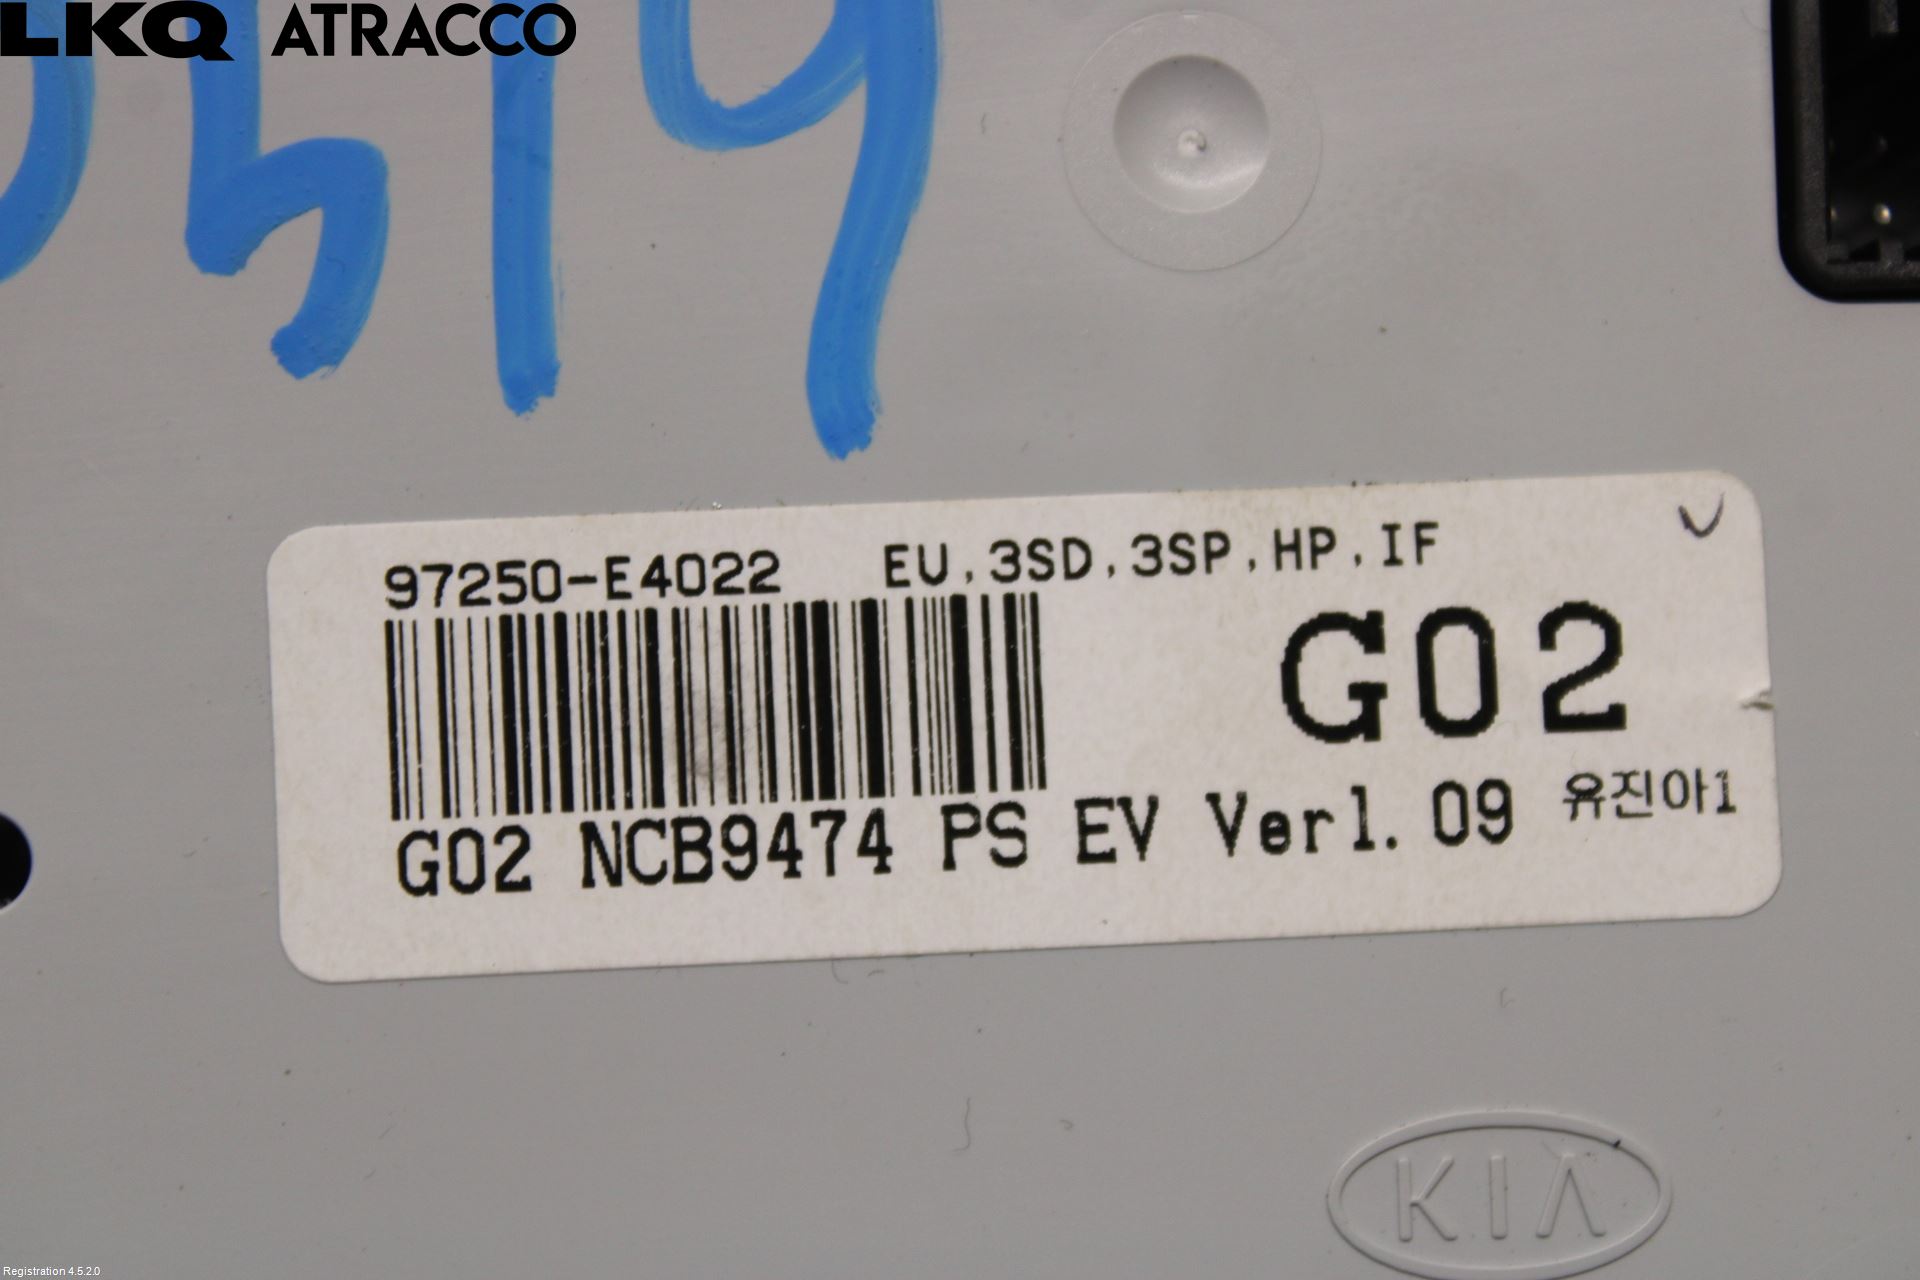 LKQ ATRACCO
97250-E4022 EU,3SD,3SP,HP,IF
G02
G02 NCB9474 PS EV Ver1.09 유진아1
KIA
Registration 4.5.2.0